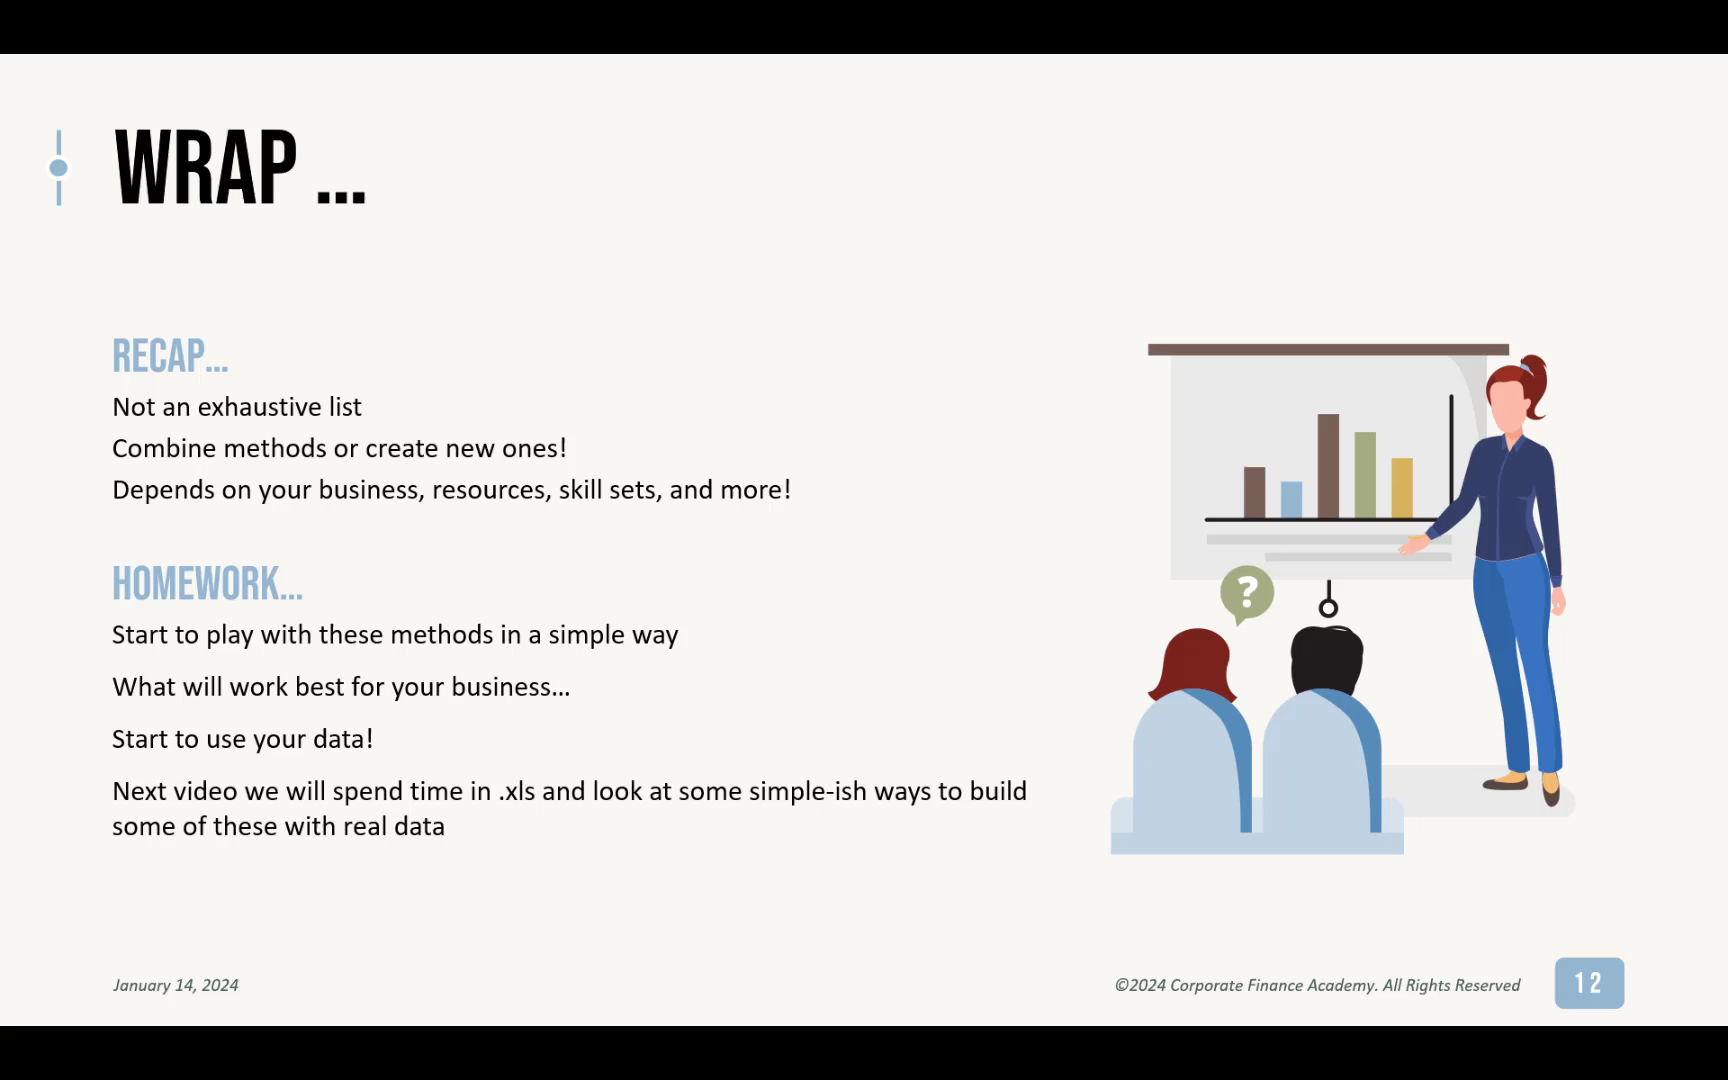 WRAP ...
RECAP...
Not an exhaustive list
Combine methods or create new ones!
Depends on your business, resources, skill sets, and more!
HOMEWORK...
Start to play with these methods in a simple way
What will work best for your business...
Start to use your data!
Next video we will spend time in .xls and look at some simple-ish ways to build
some of these with real data
?
January 14, 2024
©2024 Corporate Finance Academy. All Rights Reserved
12